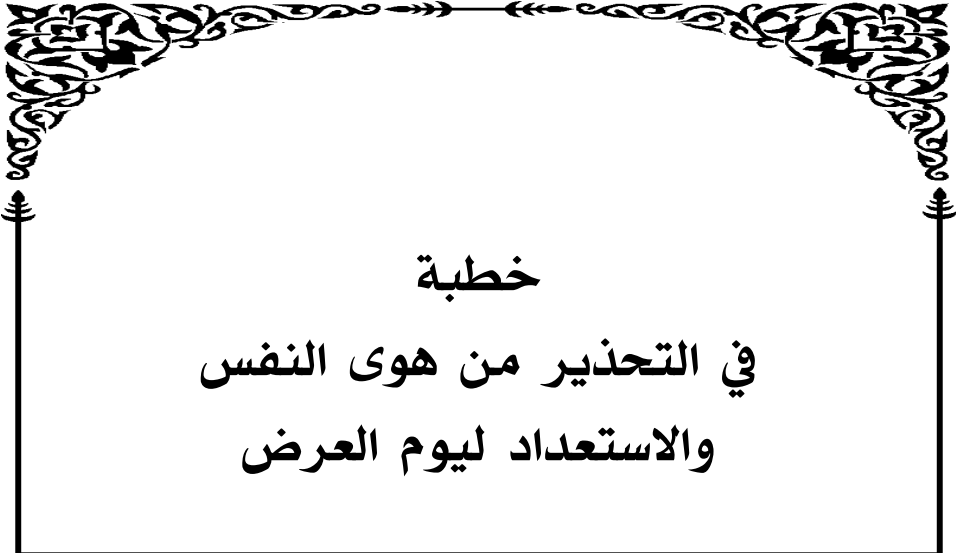 خطبة
في التحذير من هوى النفس
والاستعداد ليوم العرض